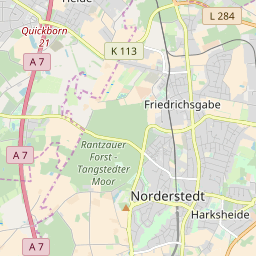 Heide
Quickborn
21
L 284
A 7
K 113
Friedrichsgabe
A 7
Rantzauer
Forst -
Tangstedter
Moor
Norderstedt
Harksheide
A 7